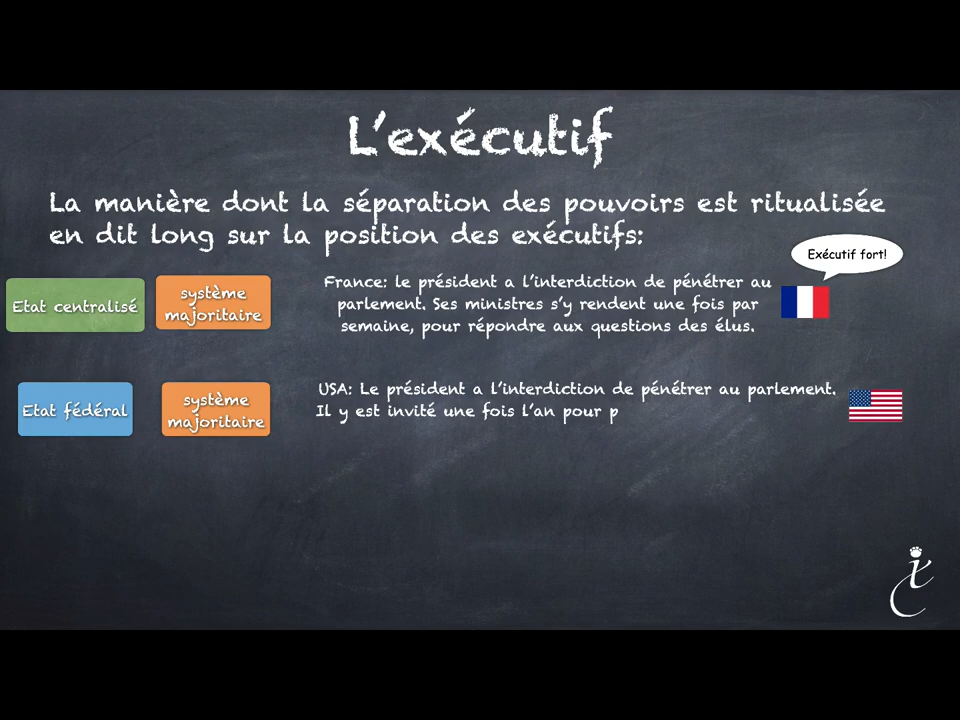 L'exécutif
La manière dont la séparation des pouvoirs est ritualisée
en dit long sur la position des exécutifs:
Exécutif fort!
Etat centralisé
système
majoritaire
France: le président a l'interdiction de pénétrer au
parlement. Ses ministres s'y rendent une fois par
semaine, pour répondre aux questions des élus.
Etat fédéral
système
majoritaire
USA: Le président a l'interdiction de pénétrer au parlement.
Il y est invité une fois l'an pour p